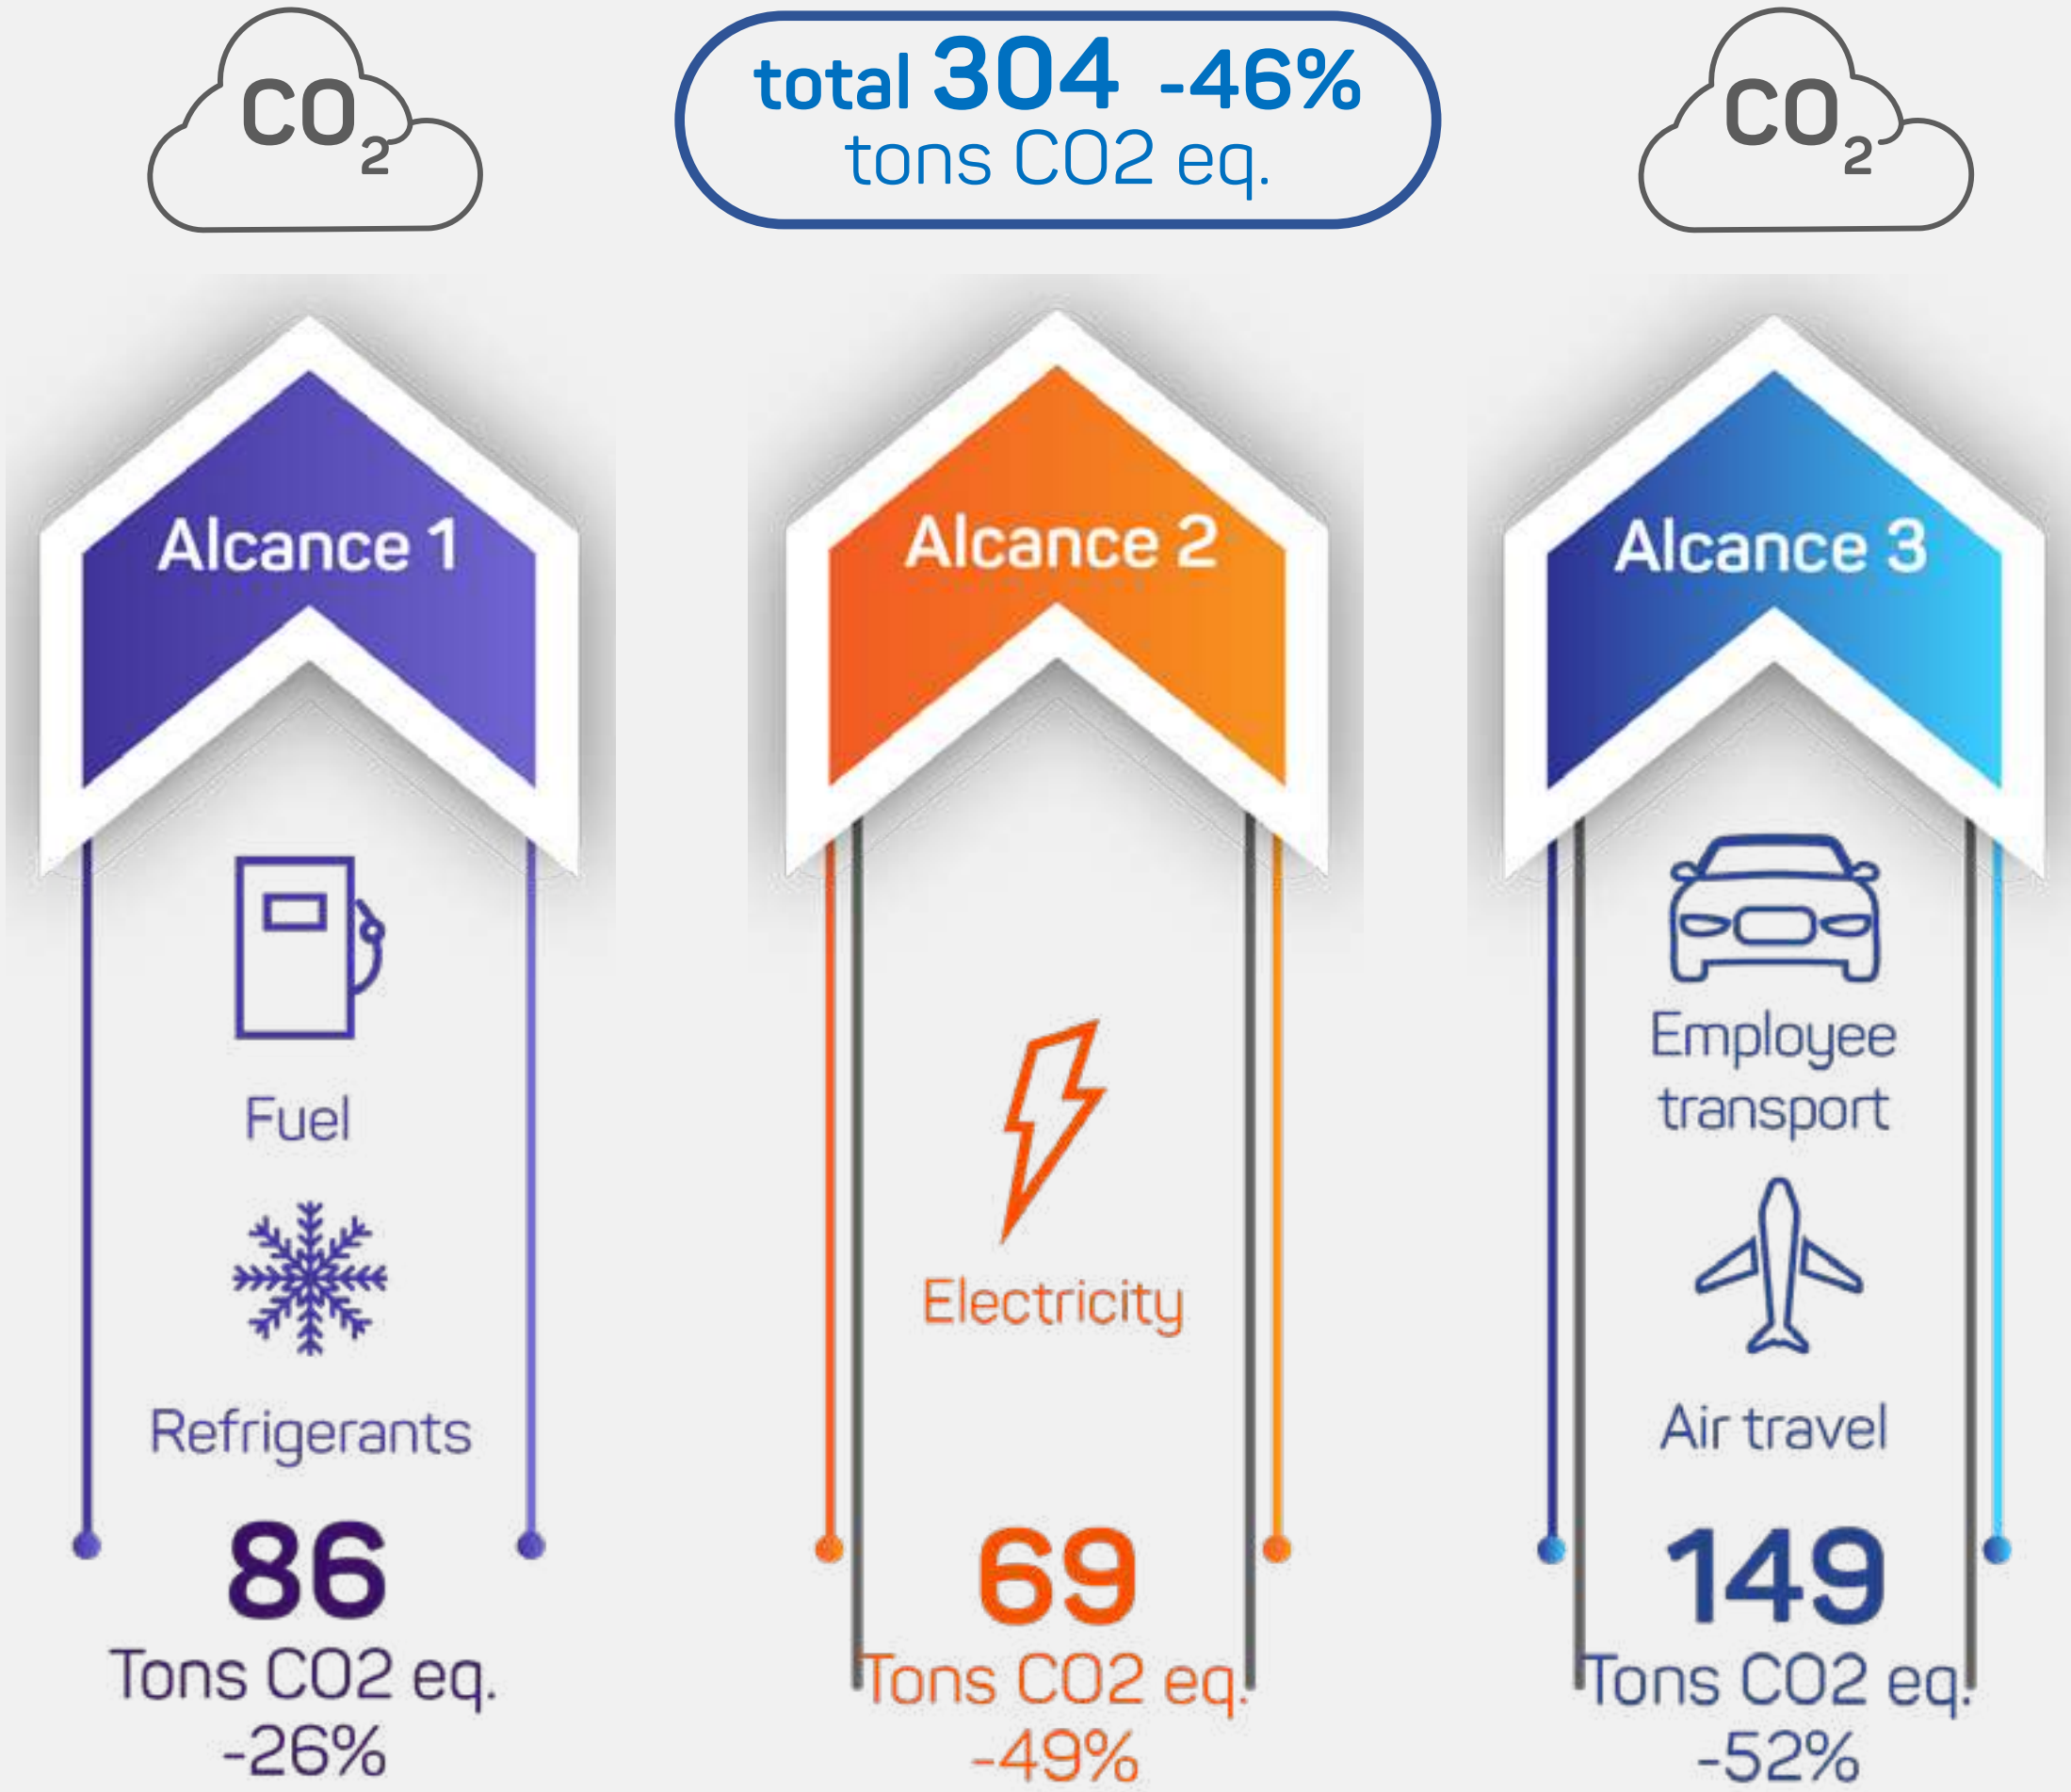 CO2
total 304 -46%
tons CO2 eq.
CO2
Alcance 1
Fuel
Refrigerants
86
Tons CO2 eq.
-26%
Alcance 2
Electricity
69
Tons CO2 eq.
-49%
Alcance 3
Employee
transport
Air travel
149
Tons CO2 eq.
-52%